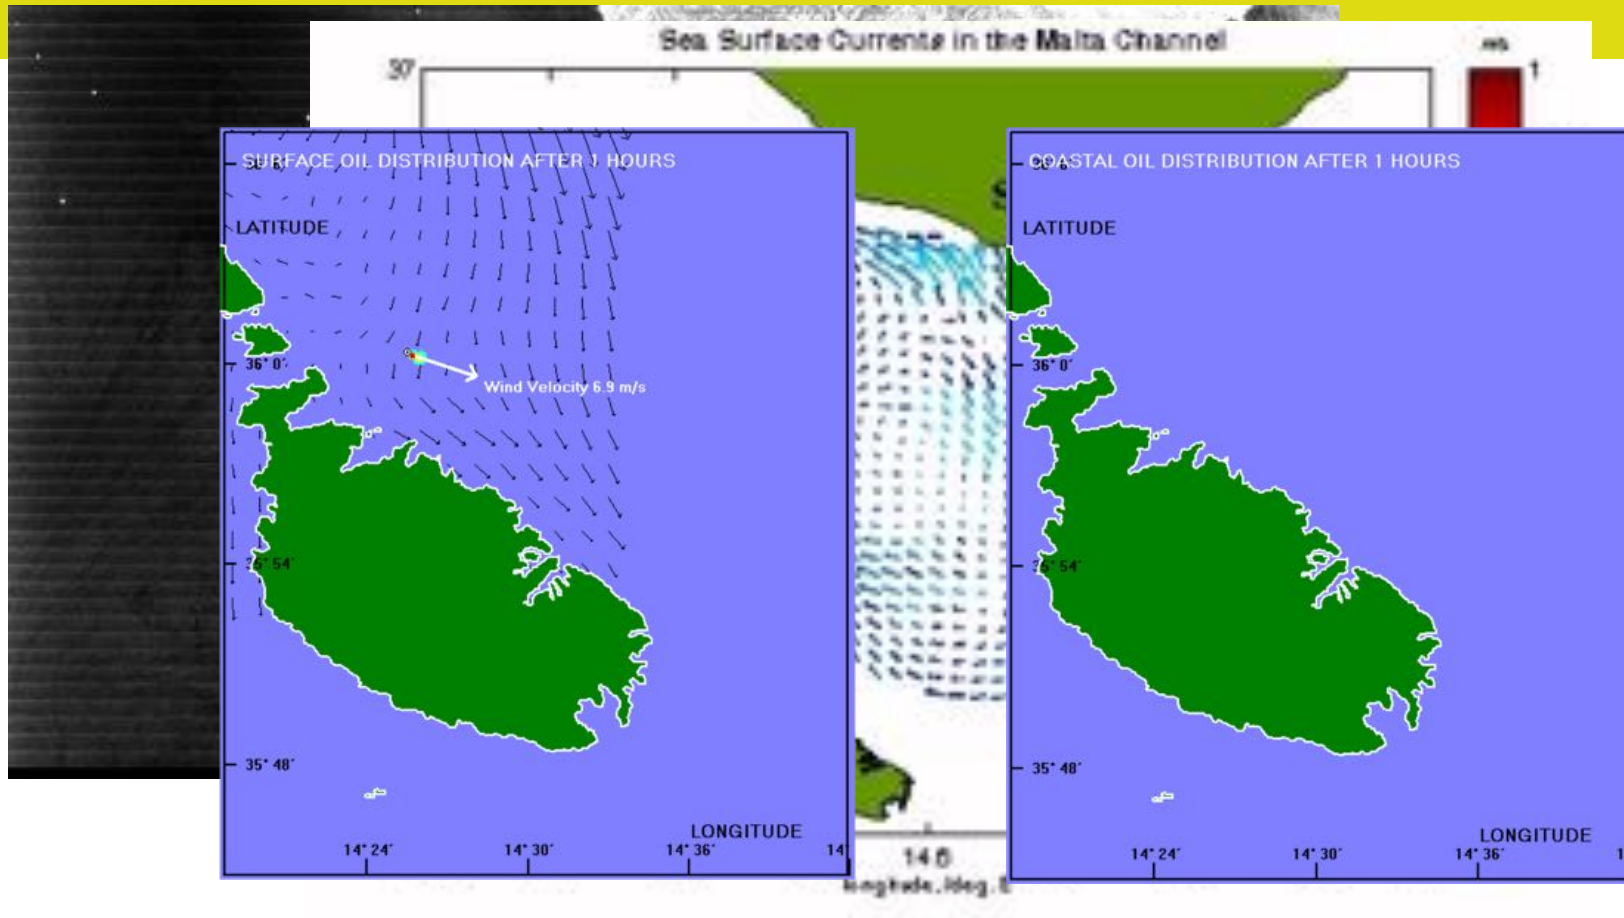 Sea Surface Currents in the Malta Channel
m/s
30'
1
SURFACE OIL DISTRIBUTION AFTER 1 HOURS
LATITUDE
36° 0'
Wind Velocity 6.9 m/s
35° 54'
35° 48'
LONGITUDE
14° 24'
14° 30'
14° 36'
14°
COASTAL OIL DISTRIBUTION AFTER 1 HOURS
LATITUDE
36° 0'
35° 54'
35° 48'
LONGITUDE
14° 24'
14° 30'
14° 36'
1